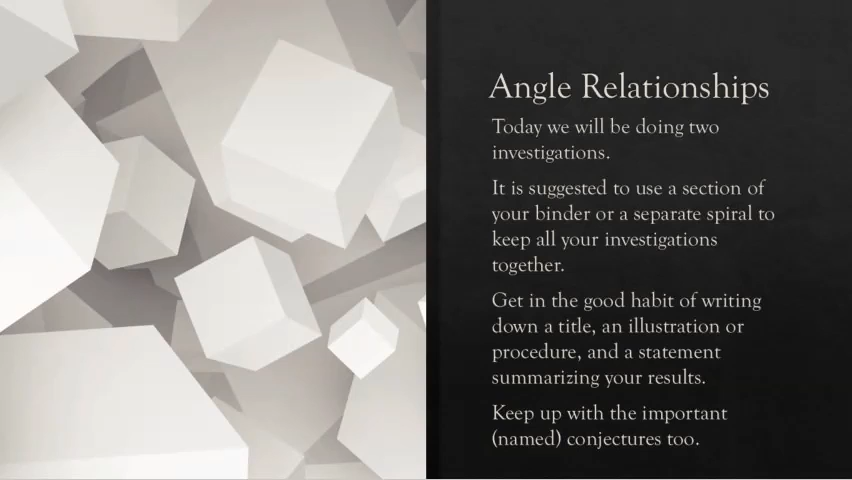 Angle Relationships
Today we will be doing two
investigations.
It is suggested to use a section of
your binder or a separate spiral to
keep all your investigations
together.
Get in the good habit of writing
down a title, an illustration or
procedure, and a statement
summarizing your results.
Keep up with the important
(named) conjectures too.